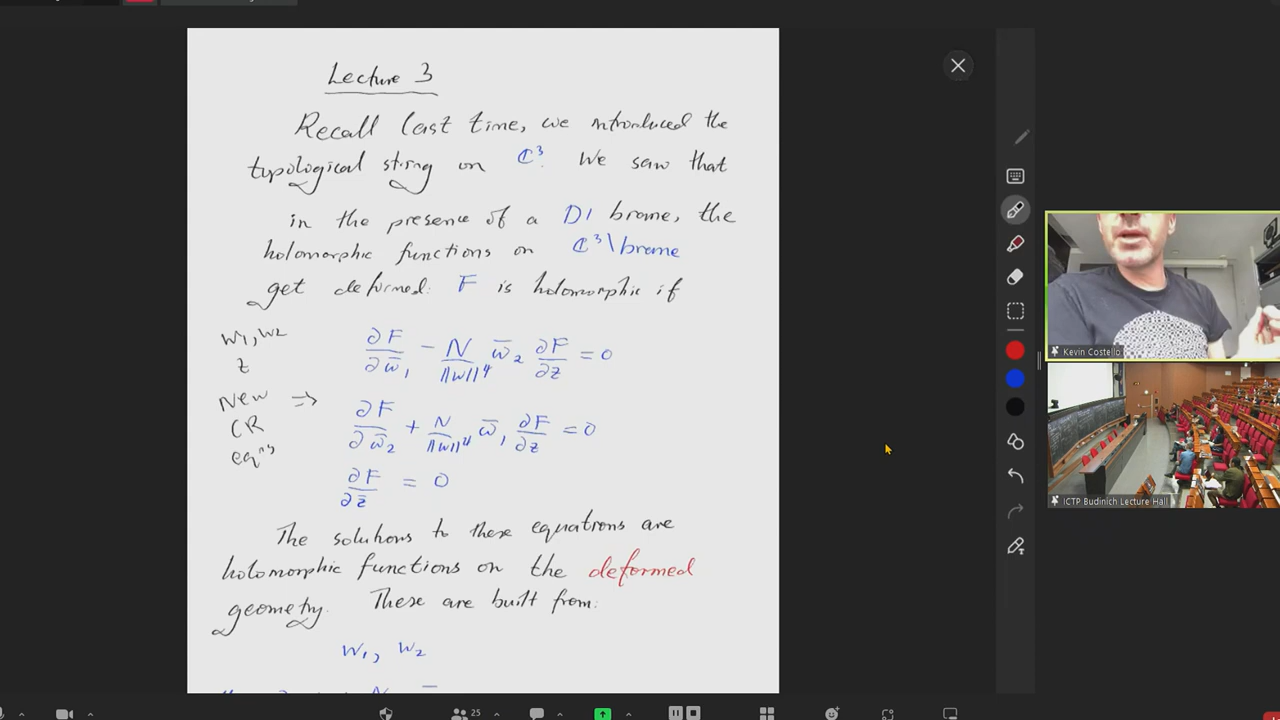 Lecture 3
Recall last time, we introduced the
topological string on ℂ³. We saw that
in the presence of a D1 brane, the
holomorphic functions on ℂ³\brane
get deformed. F is holomorphic if
w₁, w₂
z
∂F/∂w̄₁ − N/‖w‖⁴ w̄₂ ∂F/∂z = 0
New ⇒
CR
eqⁿˢ
∂F/∂w̄₂ + N/‖w‖⁴ w̄₁ ∂F/∂z = 0
∂F/∂z̄ = 0
The solutions to these equations are
holomorphic functions on the deformed
geometry. These are built from:
w₁, w₂
Kevin Costello
ICTP Budinich Lecture Hall
25